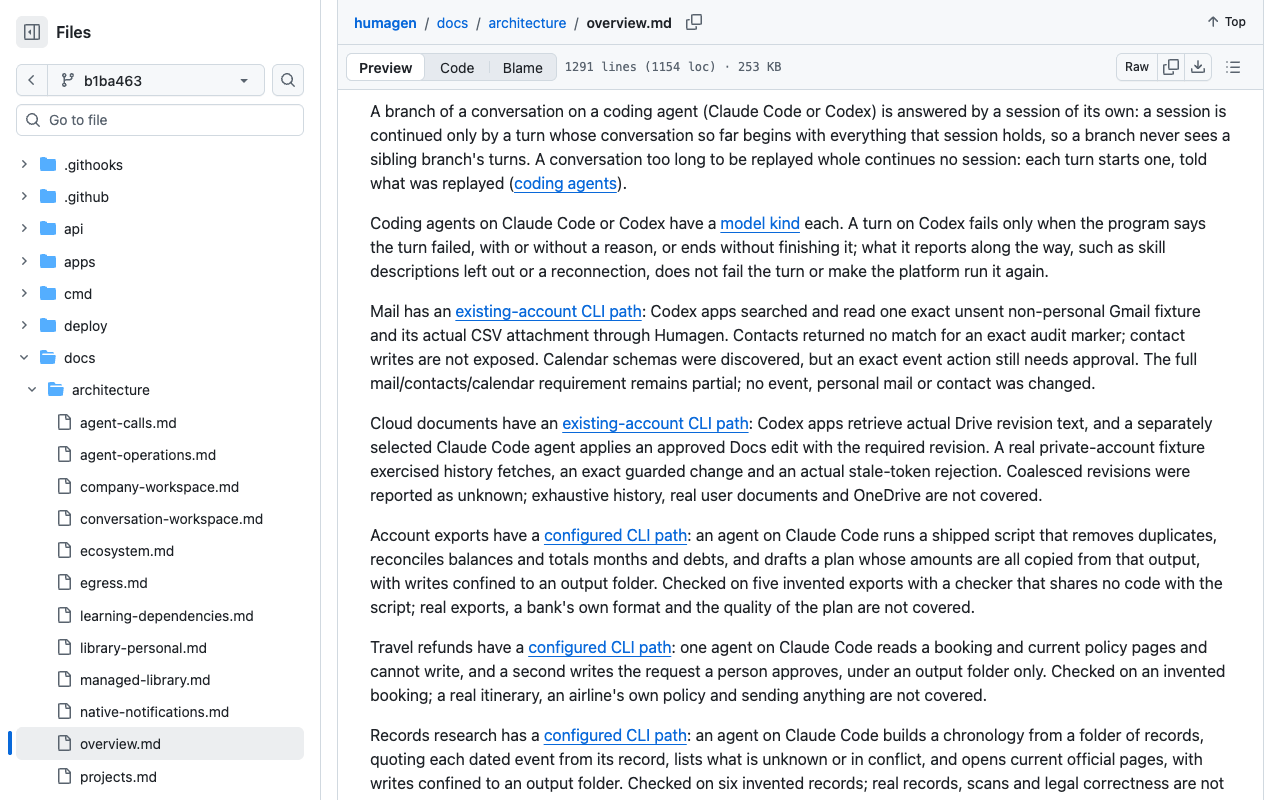 Files
b1ba463
Go to file
.githooks
.github
api
apps
cmd
deploy
docs
architecture
agent-calls.md
agent-operations.md
company-workspace.md
conversation-workspace.md
ecosystem.md
egress.md
learning-dependencies.md
library-personal.md
managed-library.md
native-notifications.md
overview.md
projects.md
humagen / docs / architecture / overview.md
Top
Preview Code Blame 1291 lines (1154 loc) · 253 KB
Raw
A branch of a conversation on a coding agent (Claude Code or Codex) is answered by a session of its own: a session is
continued only by a turn whose conversation so far begins with everything that session holds, so a branch never sees a
sibling branch's turns. A conversation too long to be replayed whole continues no session: each turn starts one, told
what was replayed (coding agents).
Coding agents on Claude Code or Codex have a model kind each. A turn on Codex fails only when the program says
the turn failed, with or without a reason, or ends without finishing it; what it reports along the way, such as skill
descriptions left out or a reconnection, does not fail the turn or make the platform run it again.
Mail has an existing-account CLI path: Codex apps searched and read one exact unsent non-personal Gmail fixture
and its actual CSV attachment through Humagen. Contacts returned no match for an exact audit marker; contact
writes are not exposed. Calendar schemas were discovered, but an exact event action still needs approval. The full
mail/contacts/calendar requirement remains partial; no event, personal mail or contact was changed.
Cloud documents have an existing-account CLI path: Codex apps retrieve actual Drive revision text, and a separately
selected Claude Code agent applies an approved Docs edit with the required revision. A real private-account fixture
exercised history fetches, an exact guarded change and an actual stale-token rejection. Coalesced revisions were
reported as unknown; exhaustive history, real user documents and OneDrive are not covered.
Account exports have a configured CLI path: an agent on Claude Code runs a shipped script that removes duplicates,
reconciles balances and totals months and debts, and drafts a plan whose amounts are all copied from that output,
with writes confined to an output folder. Checked on five invented exports with a checker that shares no code with the
script; real exports, a bank's own format and the quality of the plan are not covered.
Travel refunds have a configured CLI path: one agent on Claude Code reads a booking and current policy pages and
cannot write, and a second writes the request a person approves, under an output folder only. Checked on an invented
booking; a real itinerary, an airline's own policy and sending anything are not covered.
Records research has a configured CLI path: an agent on Claude Code builds a chronology from a folder of records,
quoting each dated event from its record, lists what is unknown or in conflict, and opens current official pages, with
writes confined to an output folder. Checked on six invented records; real records, scans and legal correctness are not